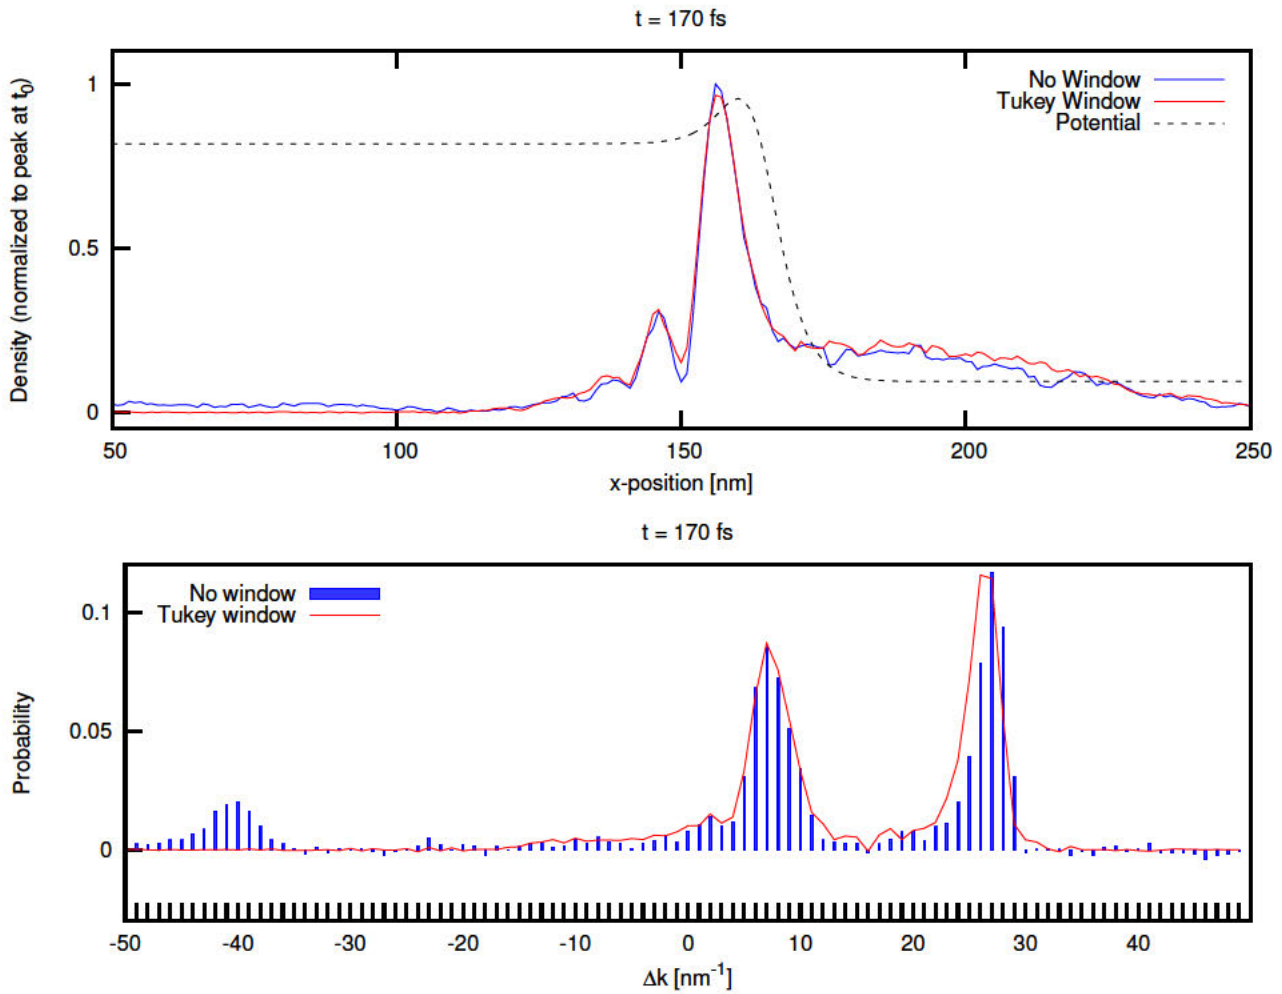 t = 170 fs
Density (normalized to peak at t0)
No Window
Tukey Window
Potential
1
0.5
0
50 100 150 200 250
x-position [nm]
t = 170 fs
Probability
No window
Tukey window
0.1
0.05
0
-50 -40 -30 -20 -10 0 10 20 30 40
Δk [nm⁻¹]